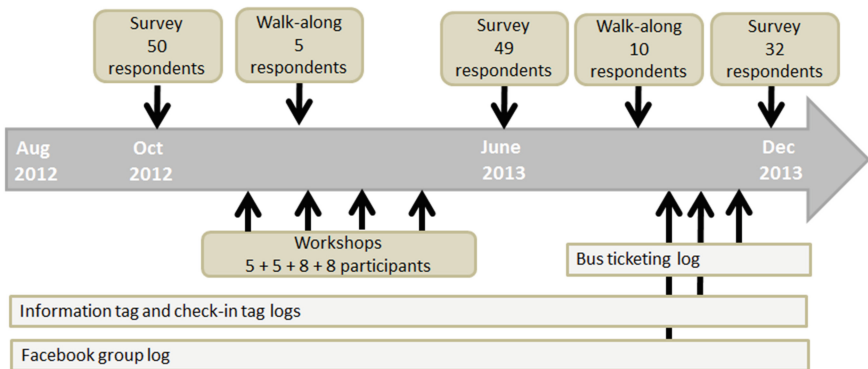 Survey
50
respondents
Walk-along
5
respondents
Survey
49
respondents
Walk-along
10
respondents
Survey
32
respondents
Aug
2012
Oct
2012
June
2013
Dec
2013
Workshops
5 + 5 + 8 + 8 participants
Bus ticketing log
Information tag and check-in tag logs
Facebook group log